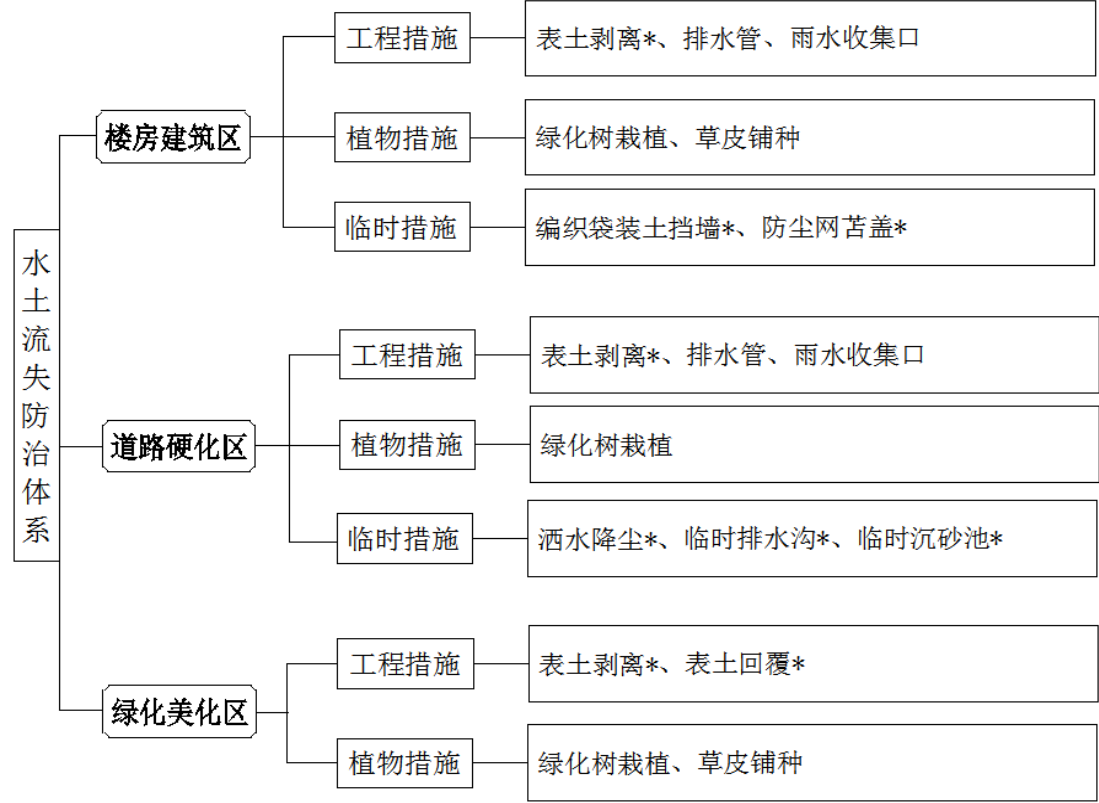 水土流失防治体系
楼房建筑区
工程措施
表土剥离*、排水管、雨水收集口
植物措施
绿化树栽植、草皮铺种
临时措施
编织袋装土挡墙*、防尘网苫盖*
道路硬化区
工程措施
表土剥离*、排水管、雨水收集口
植物措施
绿化树栽植
临时措施
洒水降尘*、临时排水沟*、临时沉砂池*
绿化美化区
工程措施
表土剥离*、表土回覆*
植物措施
绿化树栽植、草皮铺种